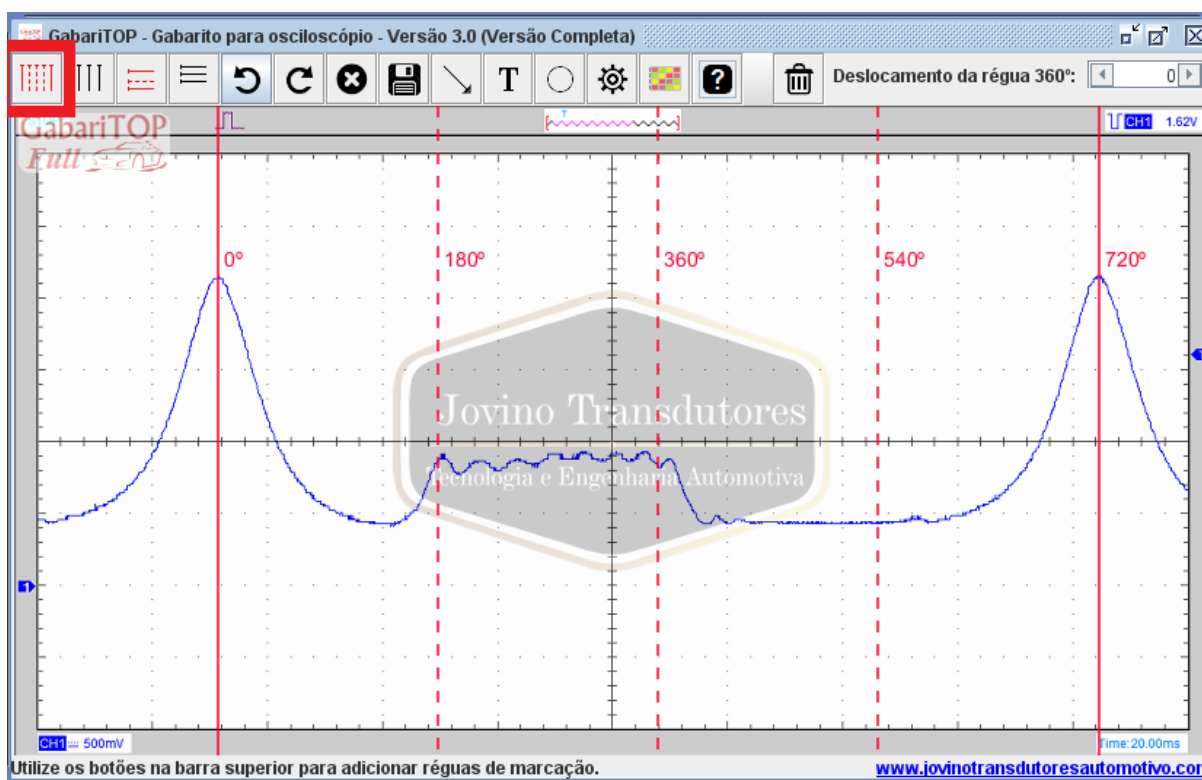 GabariTOP - Gabarito para osciloscópio - Versão 3.0 (Versão Completa)
T
?
Deslocamento da régua 360º:
0
GabariTOP
Full
T
CH1 1.62V
0º
180º
360º
540º
720º
Jovino Transdutores
Tecnologia e Engenharia Automotiva
1
CH1 500mV
Time:20.00ms
Utilize os botões na barra superior para adicionar réguas de marcação.
www.jovinotransdutoresautomotivo.com